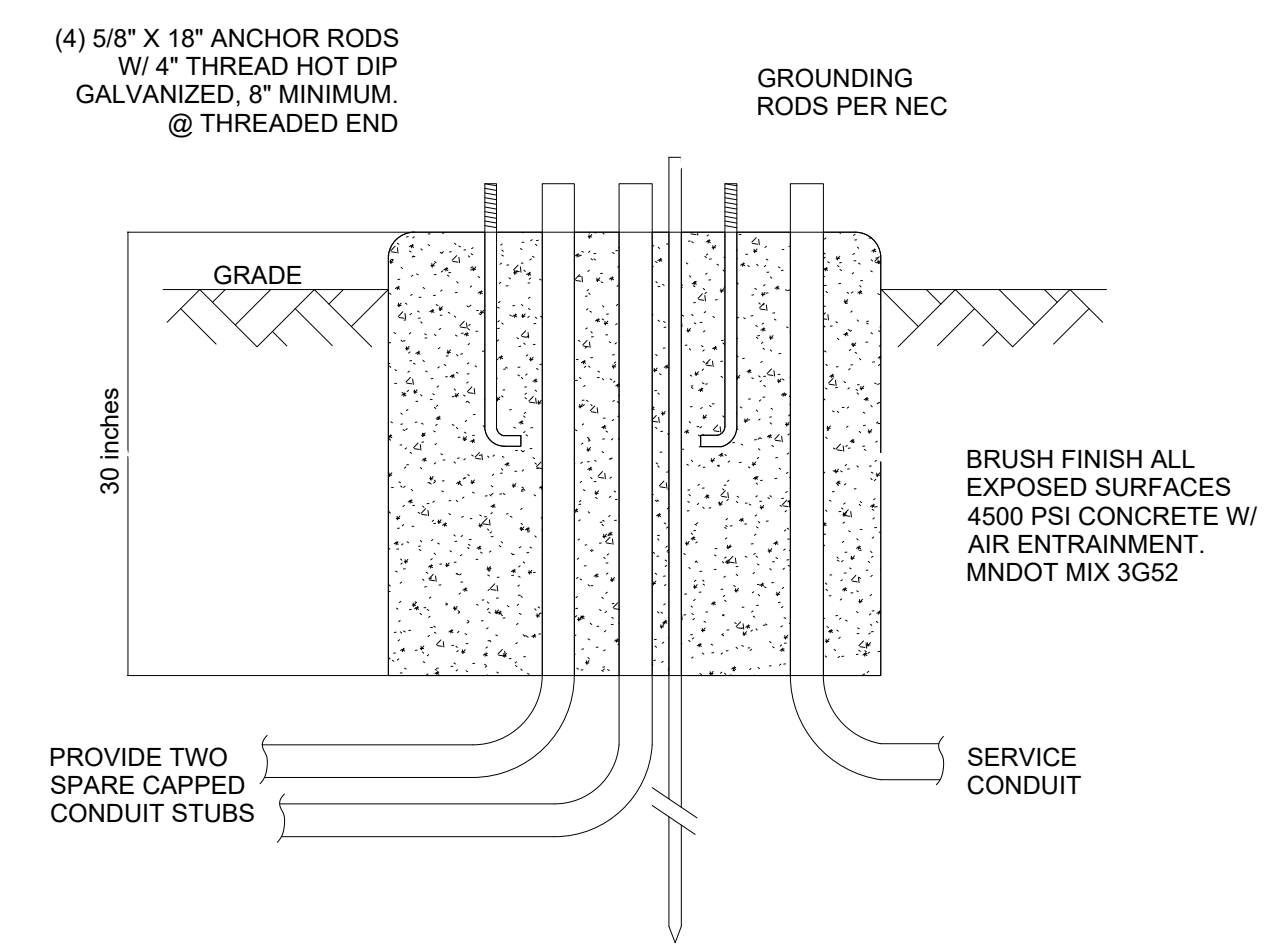 (4) 5/8" X 18" ANCHOR RODS
W/ 4" THREAD HOT DIP
GALVANIZED, 8" MINIMUM.
@ THREADED END
GROUNDING
RODS PER NEC
GRADE
30 inches
BRUSH FINISH ALL
EXPOSED SURFACES
4500 PSI CONCRETE W/
AIR ENTRAINMENT.
MNDOT MIX 3G52
PROVIDE TWO
SPARE CAPPED
CONDUIT STUBS
SERVICE
CONDUIT